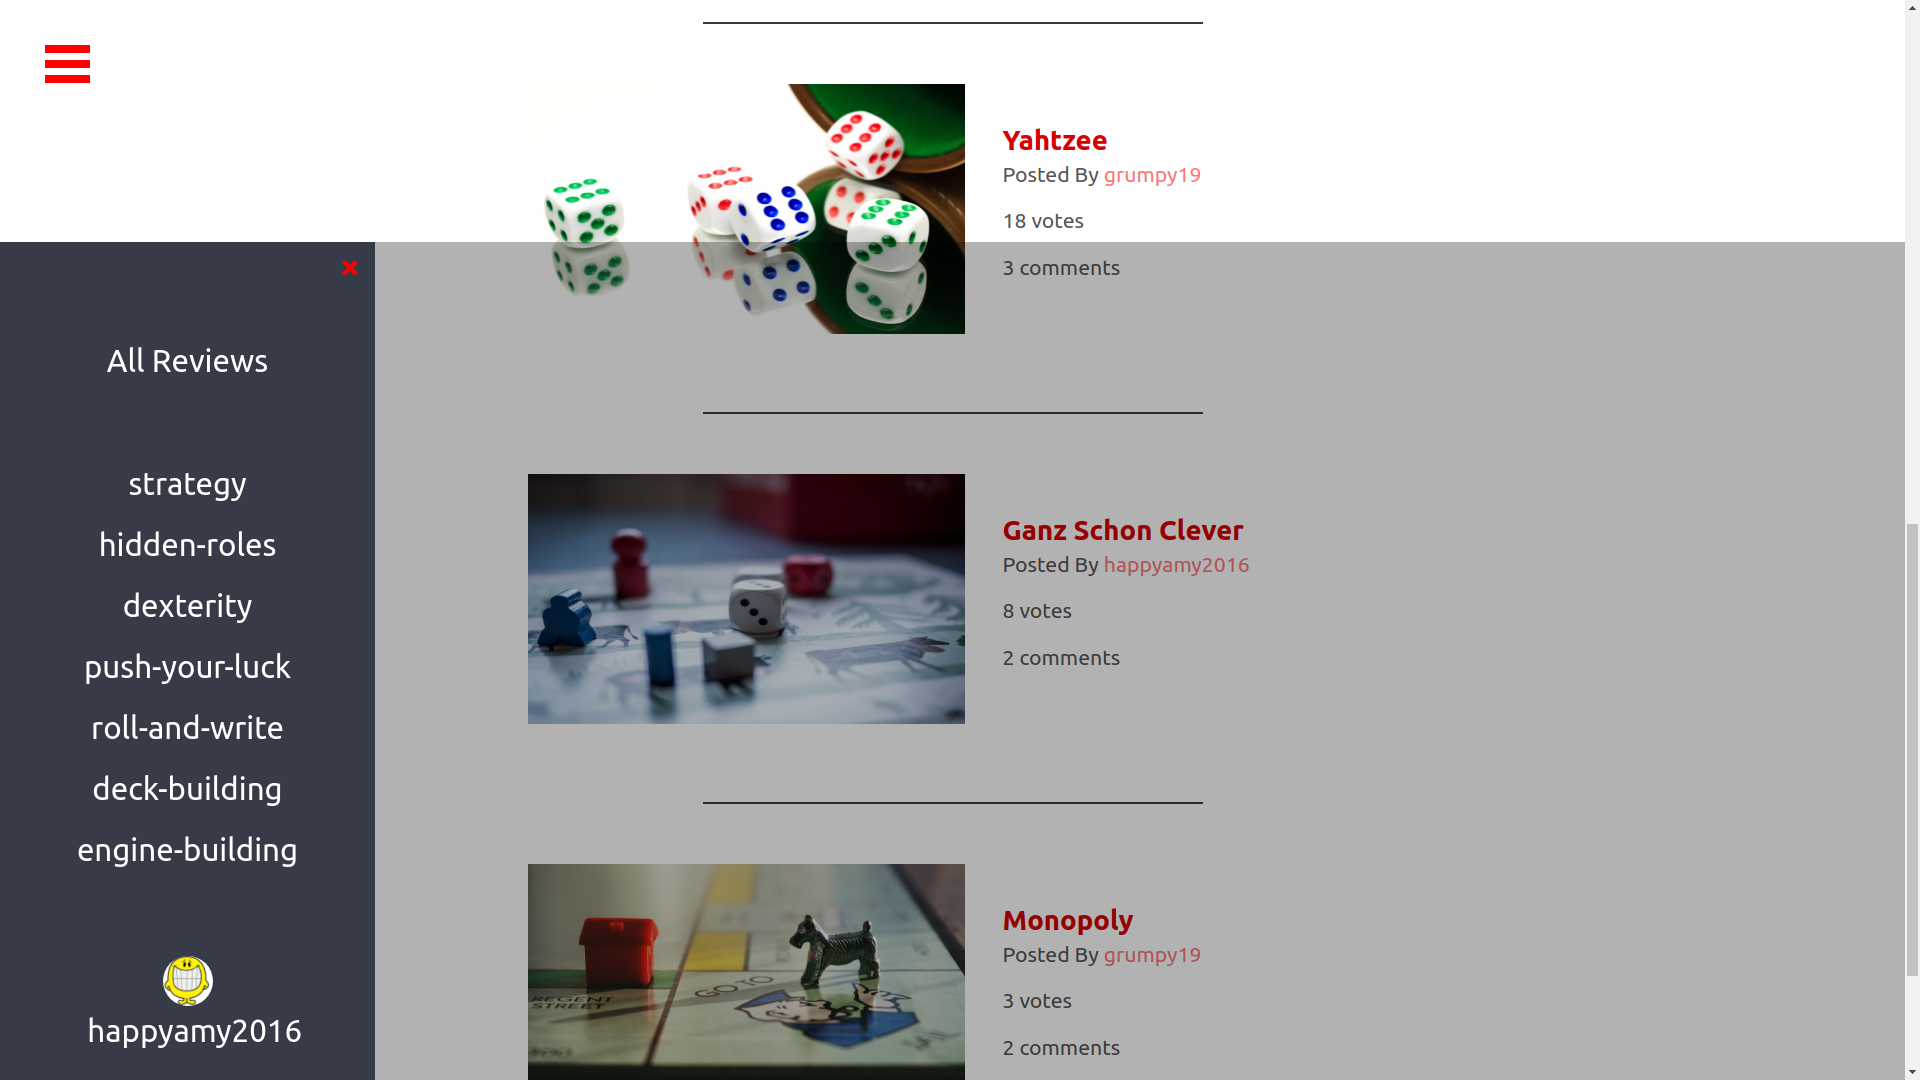 Yahtzee
Posted By grumpy19
18 votes
3 comments
All Reviews
strategy
hidden-roles
dexterity
push-your-luck
roll-and-write
deck-building
engine-building
happyamy2016
Ganz Schon Clever
Posted By happyamy2016
8 votes
2 comments
Monopoly
Posted By grumpy19
3 votes
2 comments
REGENT
STREET
GO TO